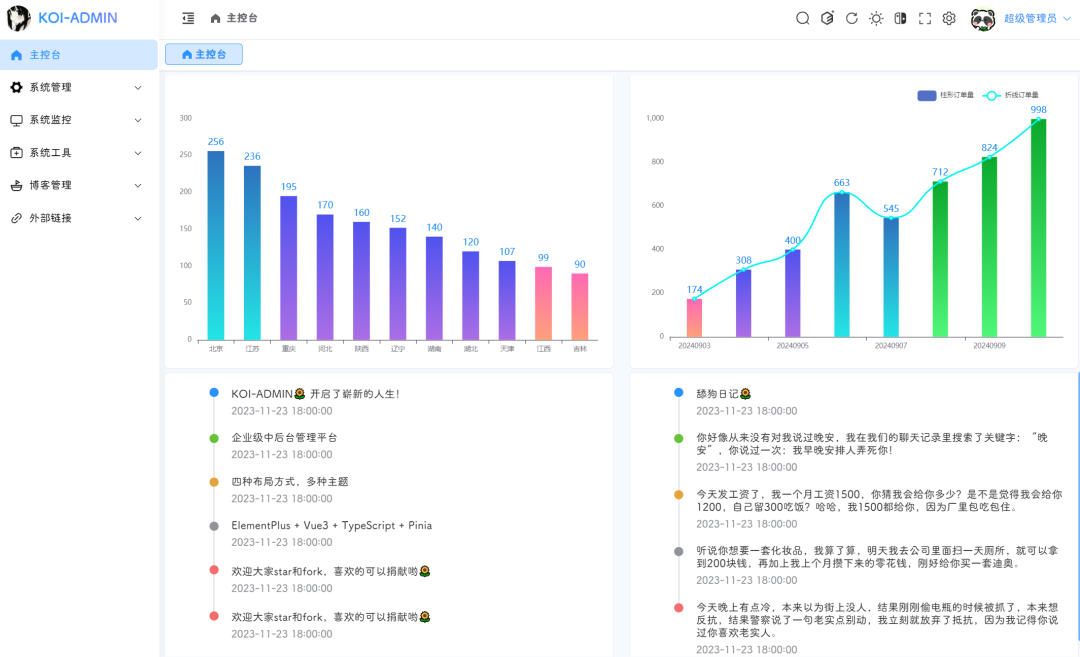 KOI-ADMIN
主控台
超级管理员
主控台
系统管理
系统监控
系统工具
博客管理
外部链接
主控台
300
250
200
150
100
50
0
256
236
195
170
160
152
140
120
107
99
90
北京
江苏
重庆
河北
陕西
辽宁
湖南
湖北
天津
江西
吉林
柱形订单量
折线订单量
1,000
800
600
400
200
0
174
308
400
663
545
712
824
998
20240903
20240905
20240907
20240909
KOI-ADMIN🌻 开启了崭新的人生!
2023-11-23 18:00:00
企业级中后台管理平台
2023-11-23 18:00:00
四种布局方式，多种主题
2023-11-23 18:00:00
ElementPlus + Vue3 + TypeScript + Pinia
2023-11-23 18:00:00
欢迎大家star和fork，喜欢的可以捐献哟🌻
2023-11-23 18:00:00
欢迎大家star和fork，喜欢的可以捐献哟🌻
2023-11-23 18:00:00
舔狗日记🌻
2023-11-23 18:00:00
你好像从来没有对我说过晚安，我在我们的聊天记录里搜索了关键字：“晚
安”，你说过一次：我早晚安排人弄死你！
2023-11-23 18:00:00
今天发工资了，我一个月工资1500，你猜我会给你多少？是不是觉得我会给你
1200，自己留300吃饭？哈哈，我1500都给你，因为厂里包吃包住。
2023-11-23 18:00:00
听说你想要一套化妆品，我算了算，明天我去公司里面扫一天厕所，就可以拿
到200块钱，再加上我上个月攒下来的零花钱，刚好给你买一套迪奥。
2023-11-23 18:00:00
今天晚上有点冷，本来以为街上没人，结果刚刚偷电瓶的时候被抓了，本来想
反抗，结果警察说了一句老实点别动，我立刻就放弃了抵抗，因为我记得你说
过你喜欢老实人。
2023-11-23 18:00:00